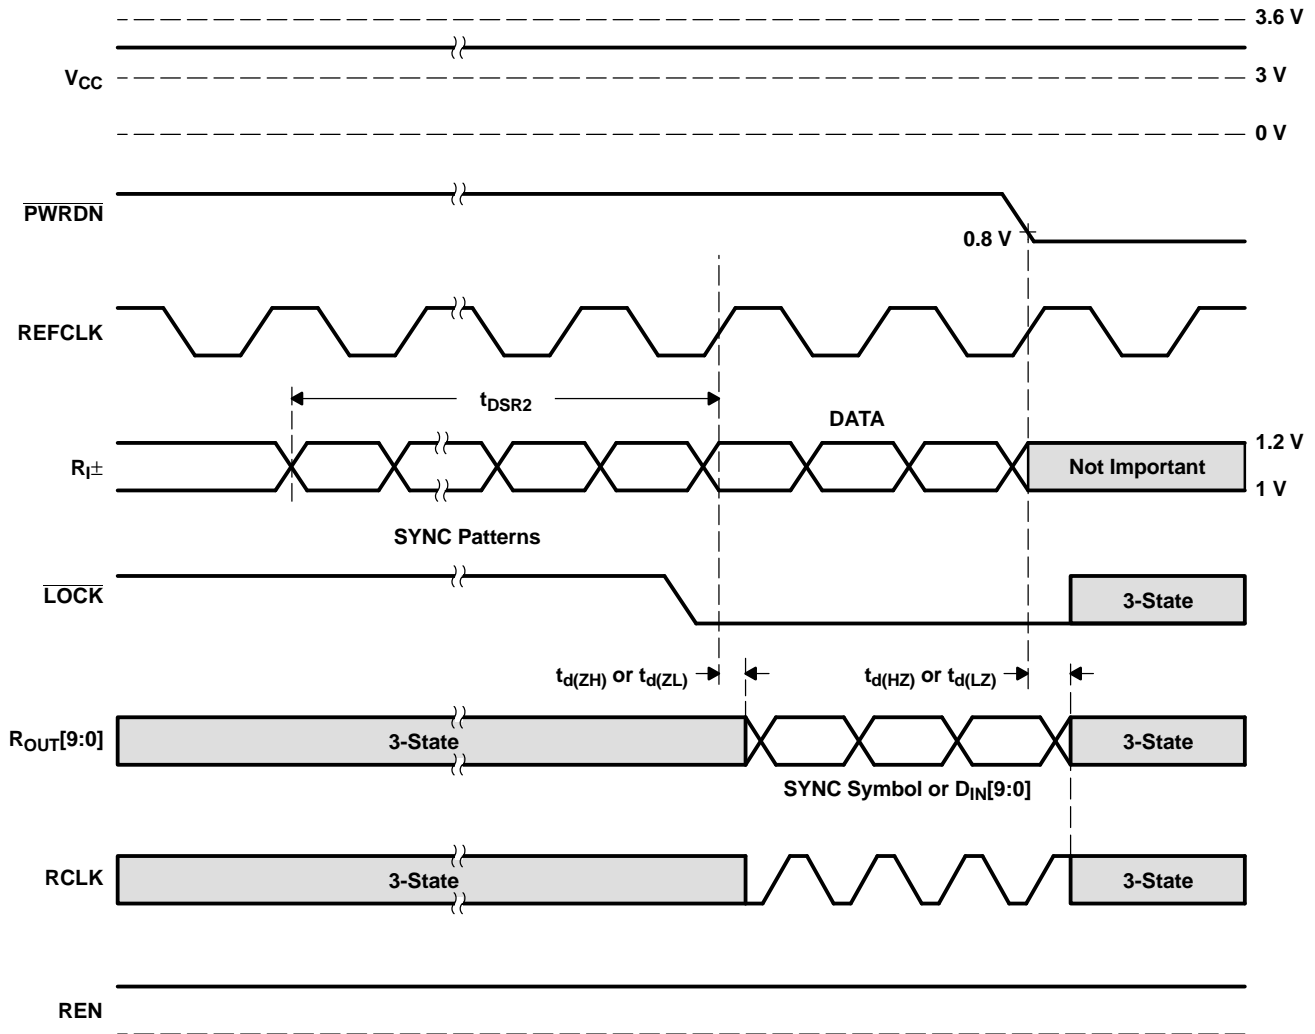 3.6 V
VCC
3 V
0 V
PWRDN
0.8 V
REFCLK
tDSR2
DATA
1.2 V
RI±
Not Important
1 V
SYNC Patterns
LOCK
3-State
td(ZH) or td(ZL)
td(HZ) or td(LZ)
ROUT[9:0]
3-State
3-State
SYNC Symbol or DIN[9:0]
RCLK
3-State
3-State
REN